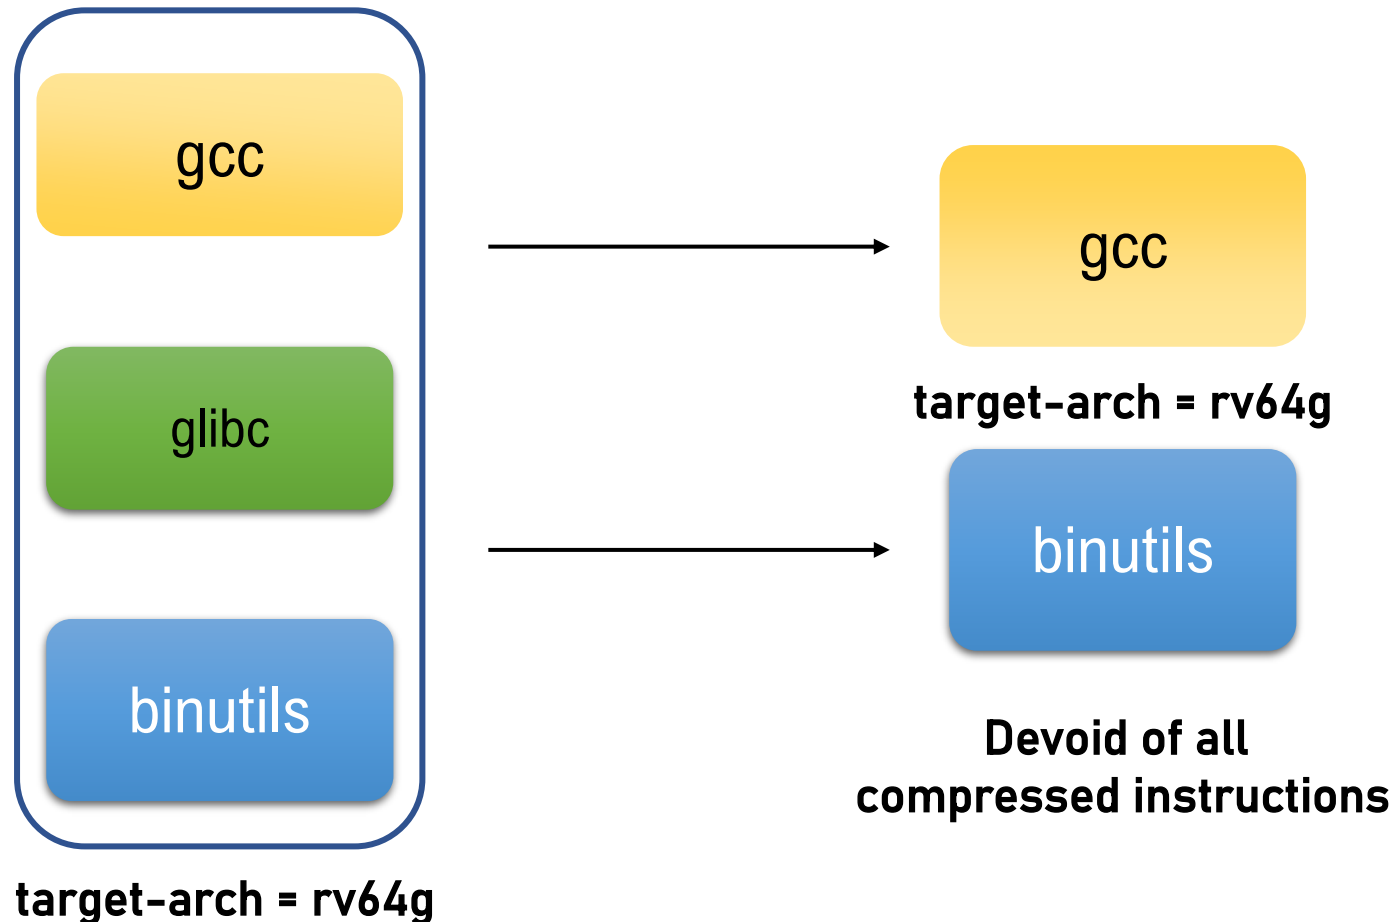 gcc
glibc
binutils
target-arch = rv64g
gcc
target-arch = rv64g
binutils
Devoid of all
compressed instructions